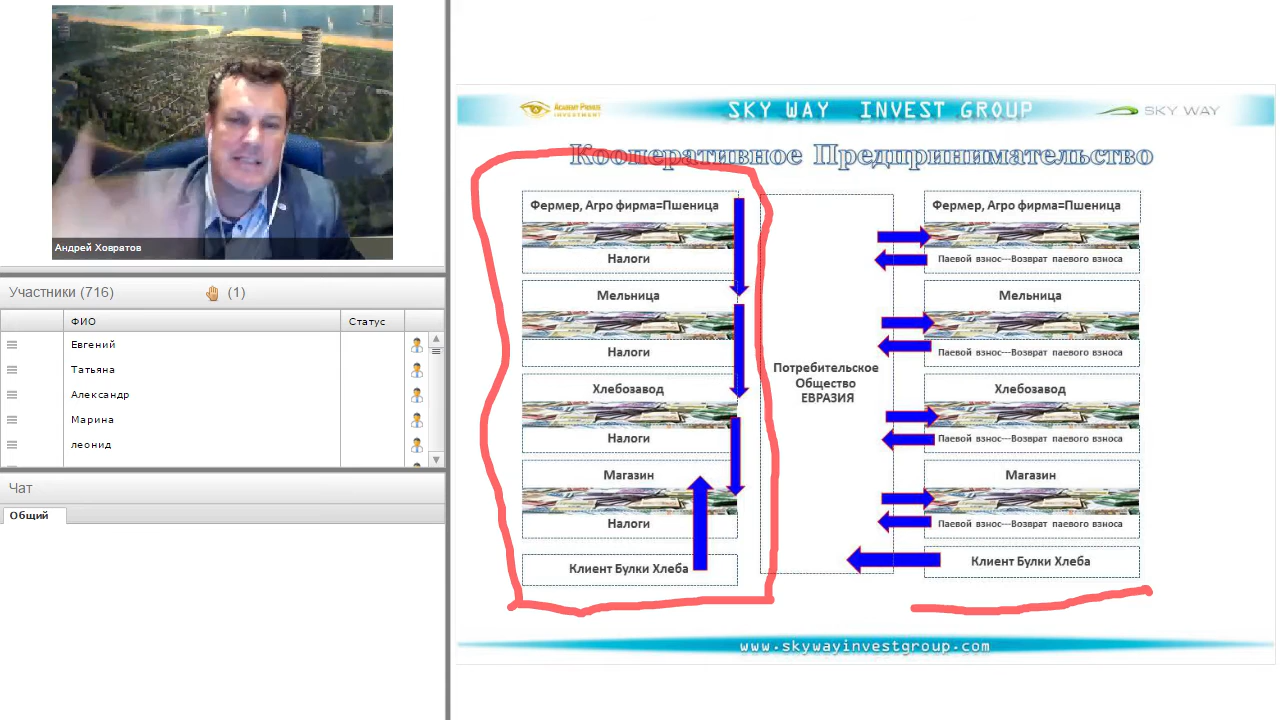 Андрей Ховратов
Участники (716)
(1)
ФИО
Статус
Евгений
Татьяна
Александр
Марина
леонид
Чат
Общий
ACADEMY PRIVATE
INVESTMENT
SKY WAY INVEST GROUP
SKY WAY
Кооперативное Предпринимательство
Фермер, Агро фирма=Пшеница
Налоги
Мельница
Налоги
Хлебозавод
Налоги
Магазин
Налоги
Клиент Булки Хлеба
Потребительское
Общество
ЕВРАЗИЯ
Фермер, Агро фирма=Пшеница
Паевой взнос---Возврат паевого взноса
Мельница
Паевой взнос---Возврат паевого взноса
Хлебозавод
Паевой взнос---Возврат паевого взноса
Магазин
Паевой взнос---Возврат паевого взноса
Клиент Булки Хлеба
www.skywayinvestgroup.com